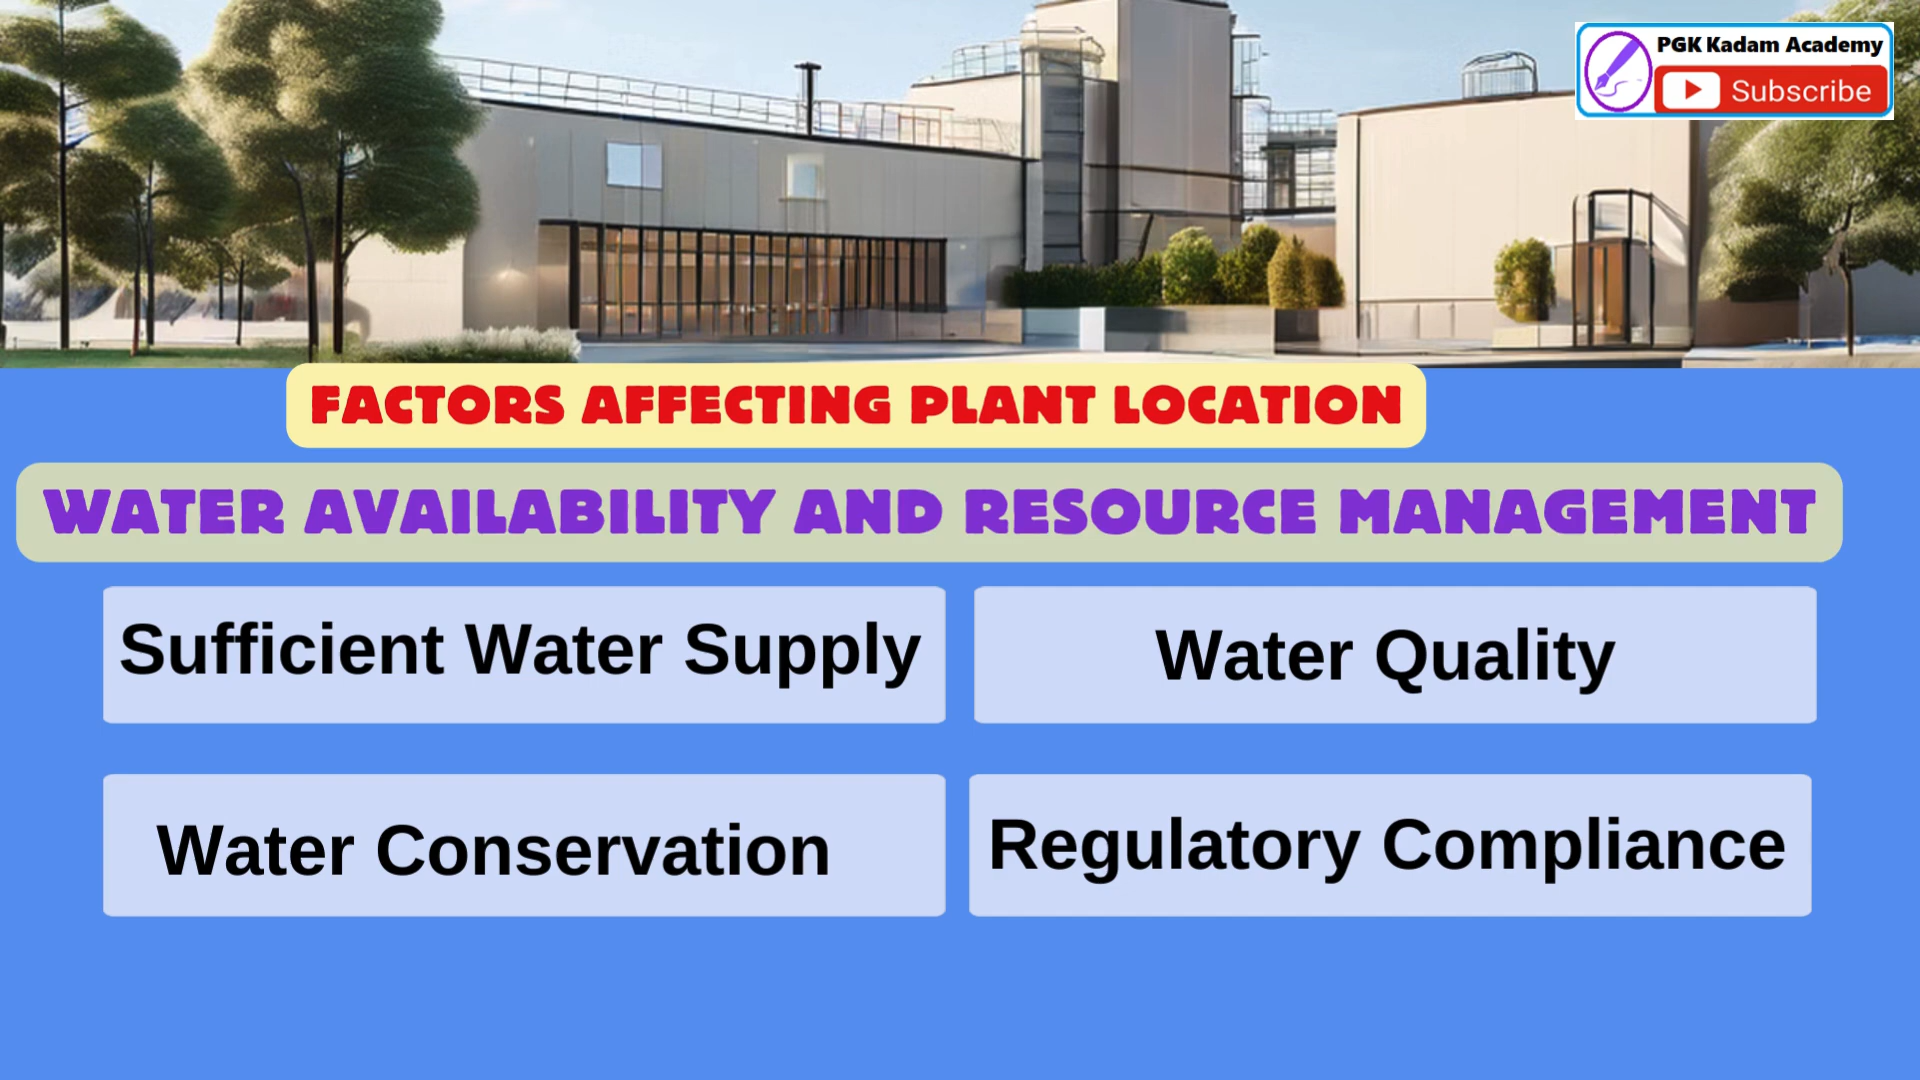 PGK Kadam Academy
Subscribe
FACTORS AFFECTING PLANT LOCATION
WATER AVAILABILITY AND RESOURCE MANAGEMENT
Sufficient Water Supply
Water Quality
Water Conservation
Regulatory Compliance